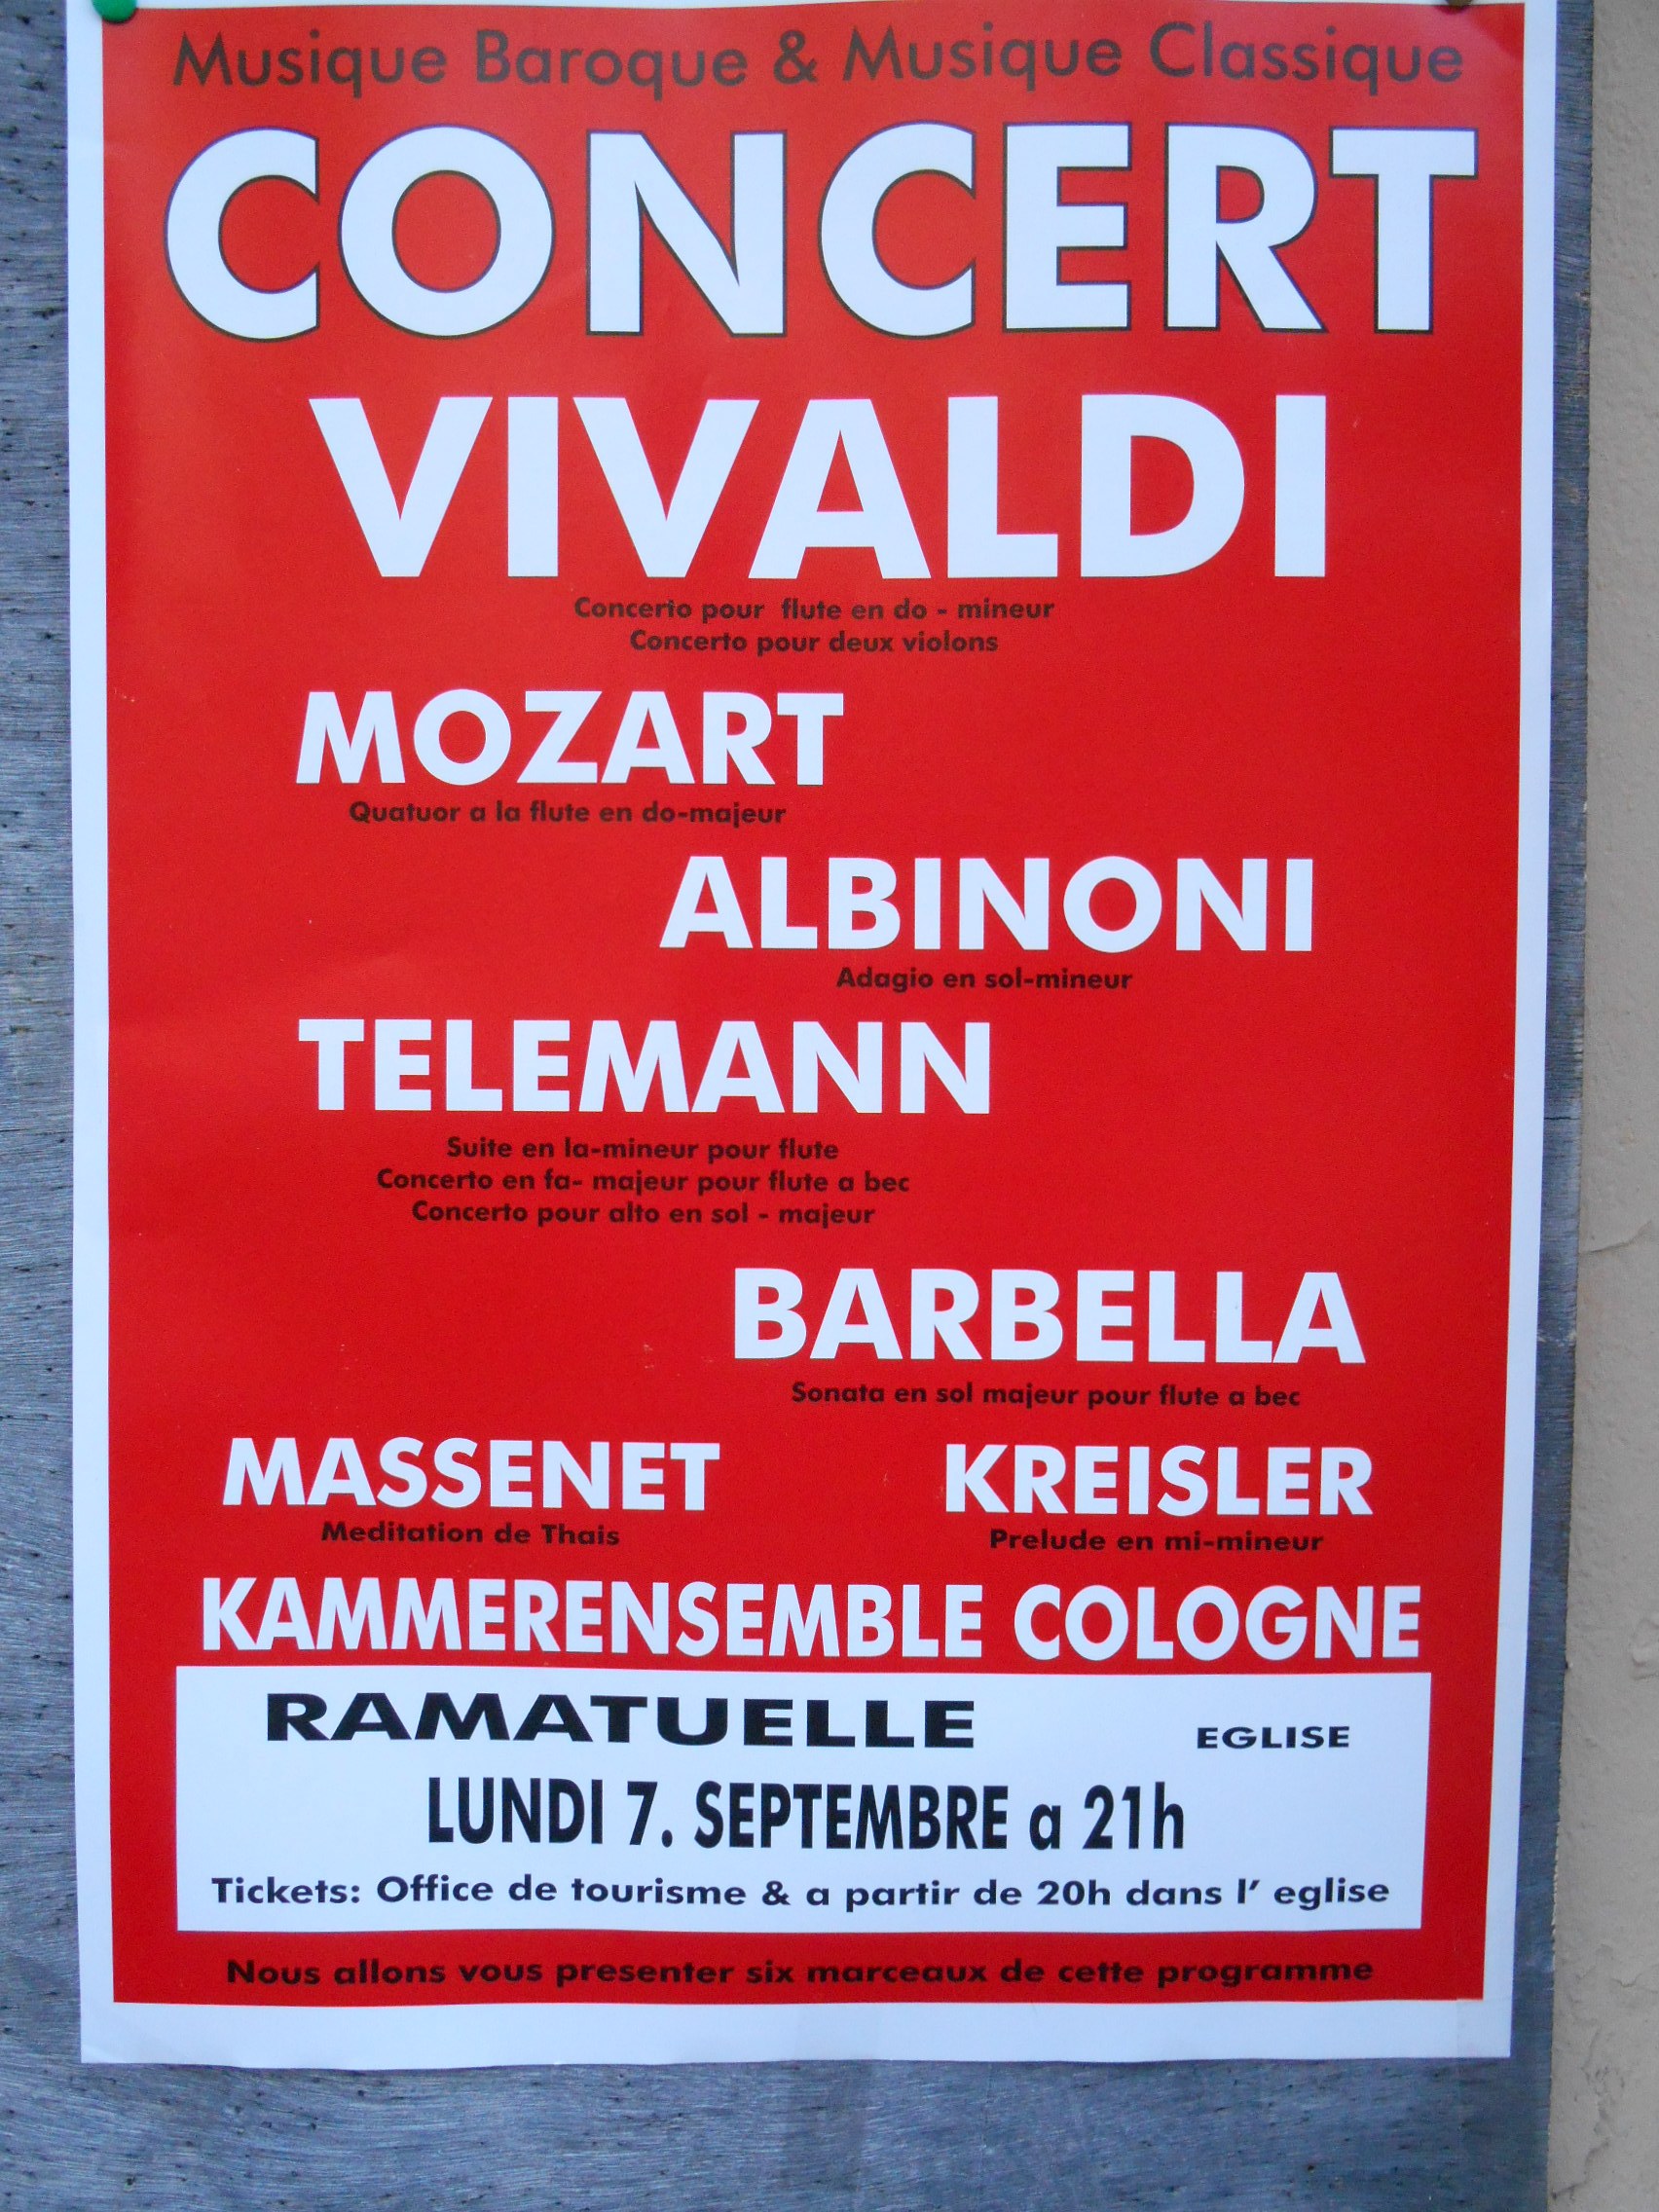 Musique Baroque & Musique Classique
CONCERT
VIVALDI
Concerto pour flute en do - mineur
Concerto pour deux violons
MOZART
Quatuor a la flute en do-majeur
ALBINONI
Adagio en sol-mineur
TELEMANN
Suite en la-mineur pour flute
Concerto en fa- majeur pour flute a bec
Concerto pour alto en sol - majeur
BARBELLA
Sonata en sol majeur pour flute a bec
MASSENET KREISLER
Meditation de Thais Prelude en mi-mineur
KAMMERENSEMBLE COLOGNE
RAMATUELLE EGLISE
LUNDI 7. SEPTEMBRE a 21h
Tickets: Office de tourisme & a partir de 20h dans l' eglise
Nous allons vous presenter six marceaux de cette programme